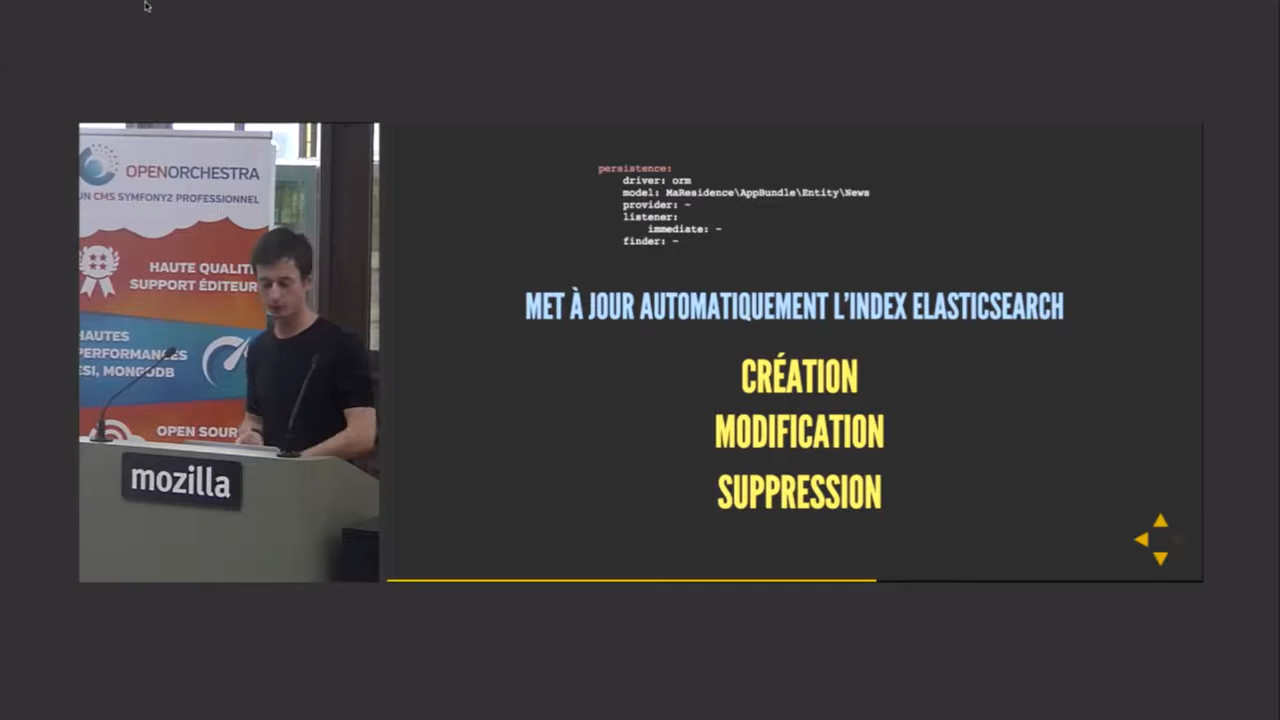 OPENORCHESTRA
UN CMS SYMFONY2 PROFESSIONNEL
HAUTE QUALIT
SUPPORT ÉDITEUR
HAUTES
PERFORMANCES
ESI, MONGODB
OPEN SOUR
mozilla
persistence:
driver: orm
model: MaResidence\AppBundle\Entity\News
provider: ~
listener:
immediate: ~
finder: ~
MET À JOUR AUTOMATIQUEMENT L'INDEX ELASTICSEARCH
CRÉATION
MODIFICATION
SUPPRESSION